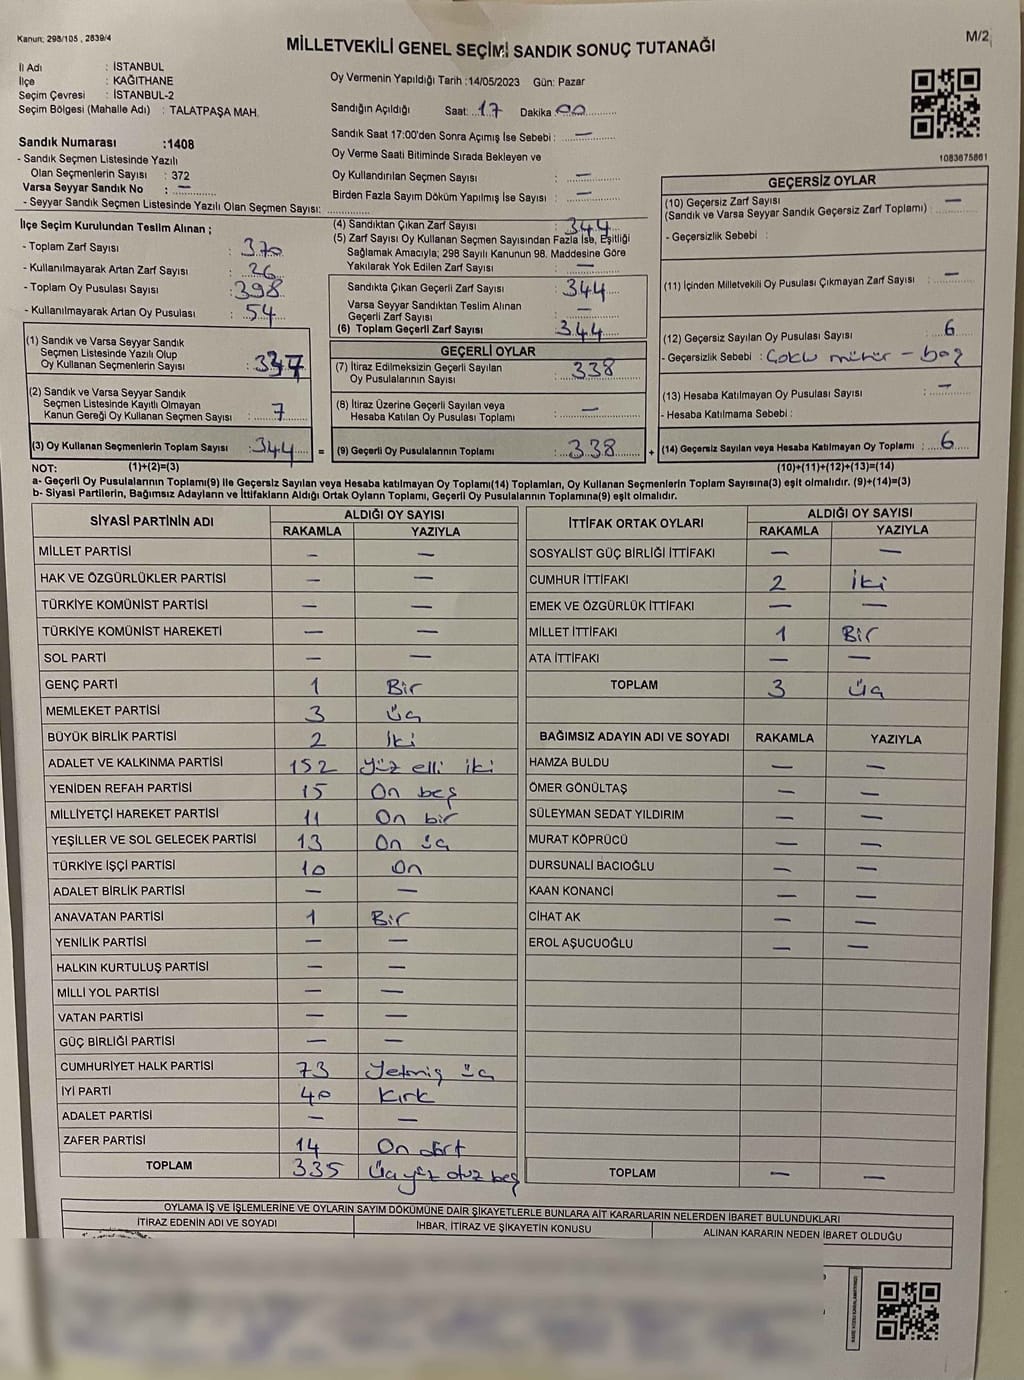 Kanun: 298/105 , 2839/4
MİLLETVEKİLİ GENEL SEÇİMİ SANDIK SONUÇ TUTANAĞI
M/2
İl Adı : İSTANBUL
İlçe : KAĞITHANE
Seçim Çevresi : İSTANBUL-2
Seçim Bölgesi (Mahalle Adı) : TALATPAŞA MAH.
Sandık Numarası :1408
- Sandık Seçmen Listesinde Yazılı
Olan Seçmenlerin Sayısı : 372
Varsa Seyyar Sandık No : —
- Seyyar Sandık Seçmen Listesinde Yazılı Olan Seçmen Sayısı:
Oy Vermenin Yapıldığı Tarih :14/05/2023 Gün: Pazar
Sandığın Açıldığı Saat: 17 Dakika 00
Sandık Saat 17:00'den Sonra Açımış İse Sebebi : —
Oy Verme Saati Bitiminde Sırada Bekleyen ve
Oy Kullandırılan Seçmen Sayısı : —
Birden Fazla Sayım Döküm Yapılmış İse Sayısı : —
1083675861
İlçe Seçim Kurulundan Teslim Alınan ;
- Toplam Zarf Sayısı : 370
- Kullanılmayarak Artan Zarf Sayısı : 26
- Toplam Oy Pusulası Sayısı : 398
- Kullanılmayarak Artan Oy Pusulası : 54
(1) Sandık ve Varsa Seyyar Sandık
Seçmen Listesinde Yazılı Olup
Oy Kullanan Seçmenlerin Sayısı : 337
(2) Sandık ve Varsa Seyyar Sandık
Seçmen Listesinde Kayıtlı Olmayan
Kanun Gereği Oy Kullanan Seçmen Sayısı : 7
(3) Oy Kullanan Seçmenlerin Toplam Sayısı : 344
(4) Sandıktan Çıkan Zarf Sayısı : 344
(5) Zarf Sayısı Oy Kullanan Seçmen Sayısından Fazla İse, Eşitliği
Sağlamak Amacıyla; 298 Sayılı Kanunun 98. Maddesine Göre
Yakılarak Yok Edilen Zarf Sayısı : —
Sandıkta Çıkan Geçerli Zarf Sayısı : 344
Varsa Seyyar Sandıktan Teslim Alınan
Geçerli Zarf Sayısı : —
(6) Toplam Geçerli Zarf Sayısı 344
GEÇERLİ OYLAR
(7) İtiraz Edilmeksizin Geçerli Sayılan
Oy Pusulalarının Sayısı : 338
(8) İtiraz Üzerine Geçerli Sayılan veya
Hesaba Katılan Oy Pusulası Toplamı : —
= (9) Geçerli Oy Pusulalarının Toplamı : 338 +
GEÇERSİZ OYLAR
(10) Geçersiz Zarf Sayısı
(Sandık ve Varsa Seyyar Sandık Geçersiz Zarf Toplamı) : —
- Geçersizlik Sebebi :
(11) İçinden Milletvekili Oy Pusulası Çıkmayan Zarf Sayısı : —
(12) Geçersiz Sayılan Oy Pusulası Sayısı : 6
- Geçersizlik Sebebi : Çoklu mühür - boş
(13) Hesaba Katılmayan Oy Pusulası Sayısı : —
- Hesaba Katılmama Sebebi :
(14) Geçersiz Sayılan veya Hesaba Katılmayan Oy Toplamı : 6
NOT: (1)+(2)=(3) (10)+(11)+(12)+(13)=(14)
a- Geçerli Oy Pusulalarının Toplamı(9) İle Geçersiz Sayılan veya Hesaba katılmayan Oy Toplamı(14) Toplamları, Oy Kullanan Seçmenlerin Toplam Sayısına(3) eşit olmalıdır. (9)+(14)=(3)
b- Siyasi Partilerin, Bağımsız Adayların ve İttifakların Aldığı Ortak Oyların Toplamı, Geçerli Oy Pusulalarının Toplamına(9) eşit olmalıdır.
SİYASİ PARTİNİN ADI ALDIĞI OY SAYISI
RAKAMLA YAZIYLA
MİLLET PARTİSİ — —
HAK VE ÖZGÜRLÜKLER PARTİSİ — —
TÜRKİYE KOMÜNİST PARTİSİ — —
TÜRKİYE KOMÜNİST HAREKETİ — —
SOL PARTİ — —
GENÇ PARTİ 1 Bir
MEMLEKET PARTİSİ 3 üç
BÜYÜK BİRLİK PARTİSİ 2 İki
ADALET VE KALKINMA PARTİSİ 152 Yüz elli iki
YENİDEN REFAH PARTİSİ 15 On beş
MİLLİYETÇİ HAREKET PARTİSİ 11 On bir
YEŞİLLER VE SOL GELECEK PARTİSİ 13 On üç
TÜRKİYE İŞÇİ PARTİSİ 10 On
ADALET BİRLİK PARTİSİ — —
ANAVATAN PARTİSİ 1 Bir
YENİLİK PARTİSİ — —
HALKIN KURTULUŞ PARTİSİ — —
MİLLİ YOL PARTİSİ — —
VATAN PARTİSİ — —
GÜÇ BİRLİĞİ PARTİSİ — —
CUMHURİYET HALK PARTİSİ 73 Yetmiş üç
İYİ PARTİ 40 Kırk
ADALET PARTİSİ — —
ZAFER PARTİSİ 14 On dört
TOPLAM 335 Üçyüz otuz beş
İTTİFAK ORTAK OYLARI ALDIĞI OY SAYISI
RAKAMLA YAZIYLA
SOSYALİST GÜÇ BİRLİĞİ İTTİFAKI — —
CUMHUR İTTİFAKI 2 İki
EMEK VE ÖZGÜRLÜK İTTİFAKI — —
MİLLET İTTİFAKI 1 Bir
ATA İTTİFAKI — —
TOPLAM 3 üç
BAĞIMSIZ ADAYIN ADI VE SOYADI RAKAMLA YAZIYLA
HAMZA BULDU — —
ÖMER GÖNÜLTAŞ — —
SÜLEYMAN SEDAT YILDIRIM — —
MURAT KÖPRÜCÜ — —
DURSUNALİ BACIOĞLU — —
KAAN KONANCİ — —
CİHAT AK — —
EROL AŞUCUOĞLU — —
TOPLAM — —
OYLAMA İŞ VE İŞLEMLERİNE VE OYLARIN SAYIM DÖKÜMÜNE DAİR ŞİKAYETLERLE BUNLARA AİT KARARLARIN NELERDEN İBARET BULUNDUKLARI
İTİRAZ EDENİN ADI VE SOYADI İHBAR, İTİRAZ VE ŞİKAYETİN KONUSU ALINAN KARARIN NEDEN İBARET OLDUĞU